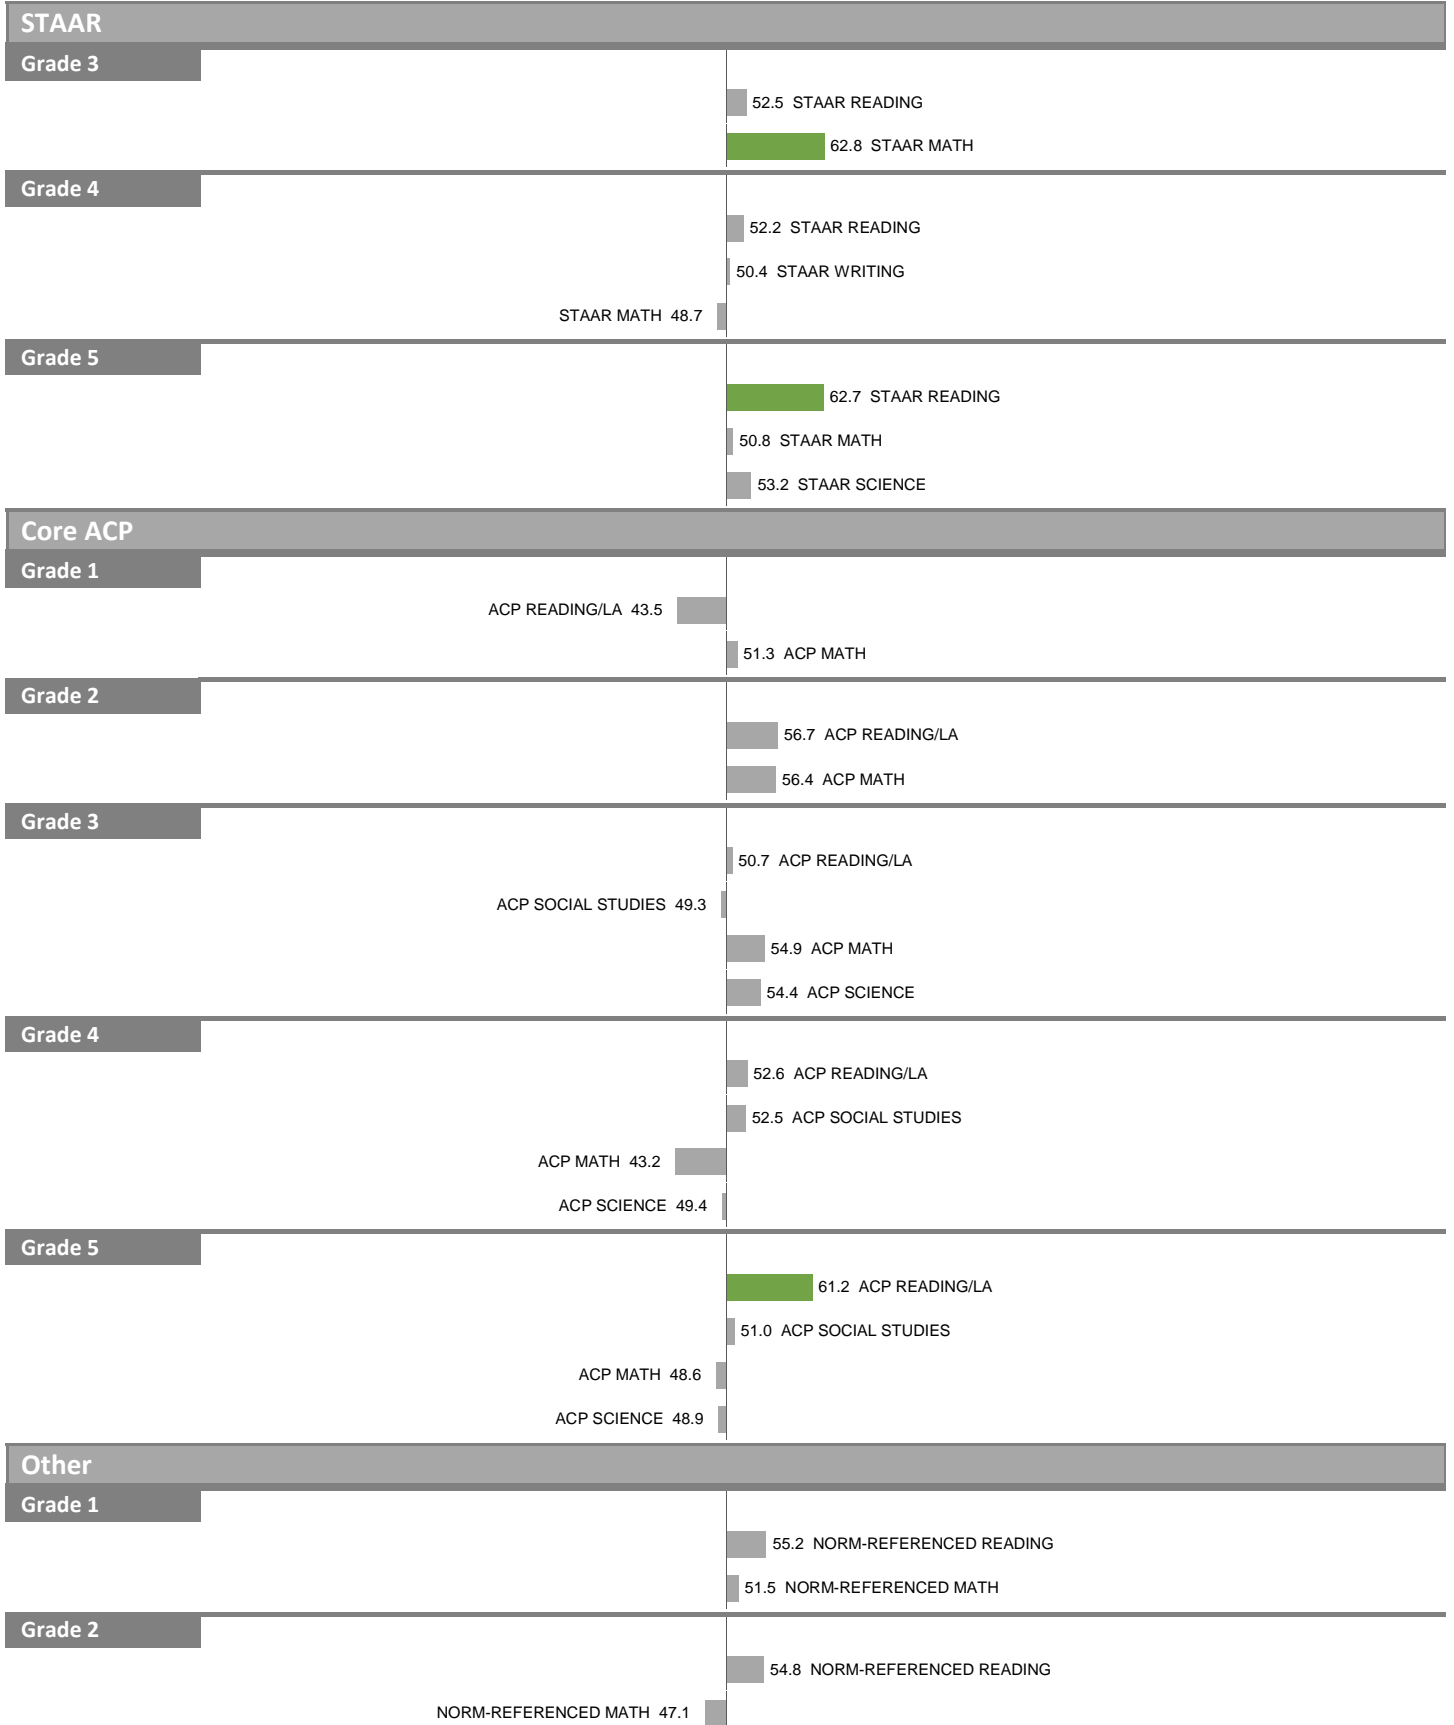 STAAR
Grade 3
52.5 STAAR READING
62.8 STAAR MATH
Grade 4
52.2 STAAR READING
50.4 STAAR WRITING
STAAR MATH 48.7
Grade 5
62.7 STAAR READING
50.8 STAAR MATH
53.2 STAAR SCIENCE
Core ACP
Grade 1
ACP READING/LA 43.5
51.3 ACP MATH
Grade 2
56.7 ACP READING/LA
56.4 ACP MATH
Grade 3
50.7 ACP READING/LA
ACP SOCIAL STUDIES 49.3
54.9 ACP MATH
54.4 ACP SCIENCE
Grade 4
52.6 ACP READING/LA
52.5 ACP SOCIAL STUDIES
ACP MATH 43.2
ACP SCIENCE 49.4
Grade 5
61.2 ACP READING/LA
51.0 ACP SOCIAL STUDIES
ACP MATH 48.6
ACP SCIENCE 48.9
Other
Grade 1
55.2 NORM-REFERENCED READING
51.5 NORM-REFERENCED MATH
Grade 2
54.8 NORM-REFERENCED READING
NORM-REFERENCED MATH 47.1